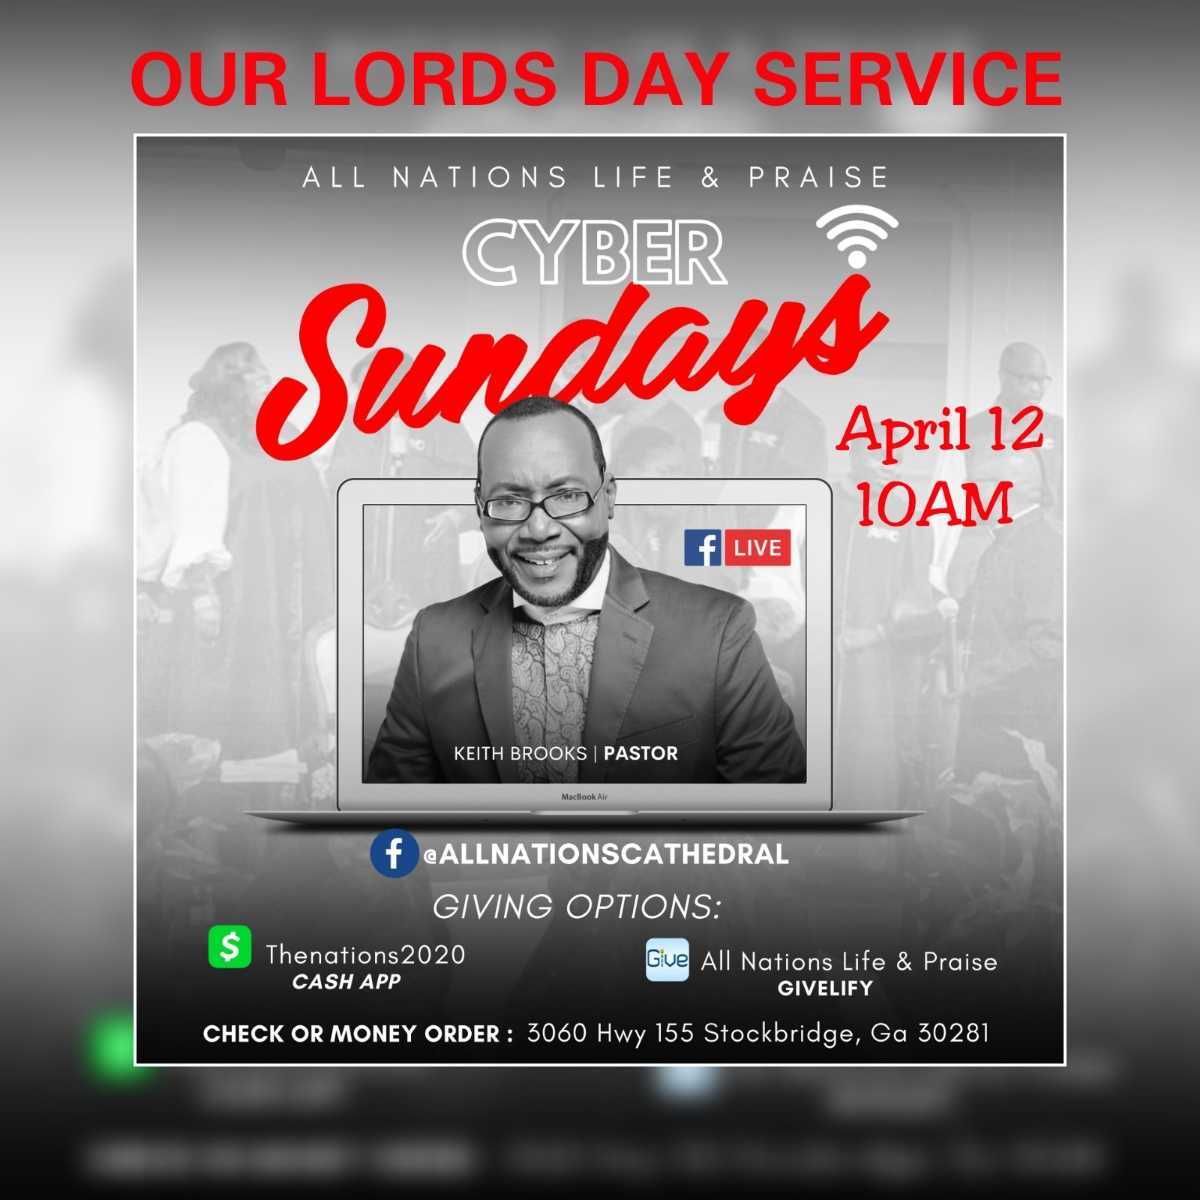 OUR LORDS DAY SERVICE
ALL NATIONS LIFE & PRAISE
CYBER
Sundays
April 12
10AM
f LIVE
KEITH BROOKS | PASTOR
MacBook Air
f @ALLNATIONSCATHEDRAL
GIVING OPTIONS:
$ Thenations2020
CASH APP
Give All Nations Life & Praise
GIVELIFY
CHECK OR MONEY ORDER : 3060 Hwy 155 Stockbridge, Ga 30281